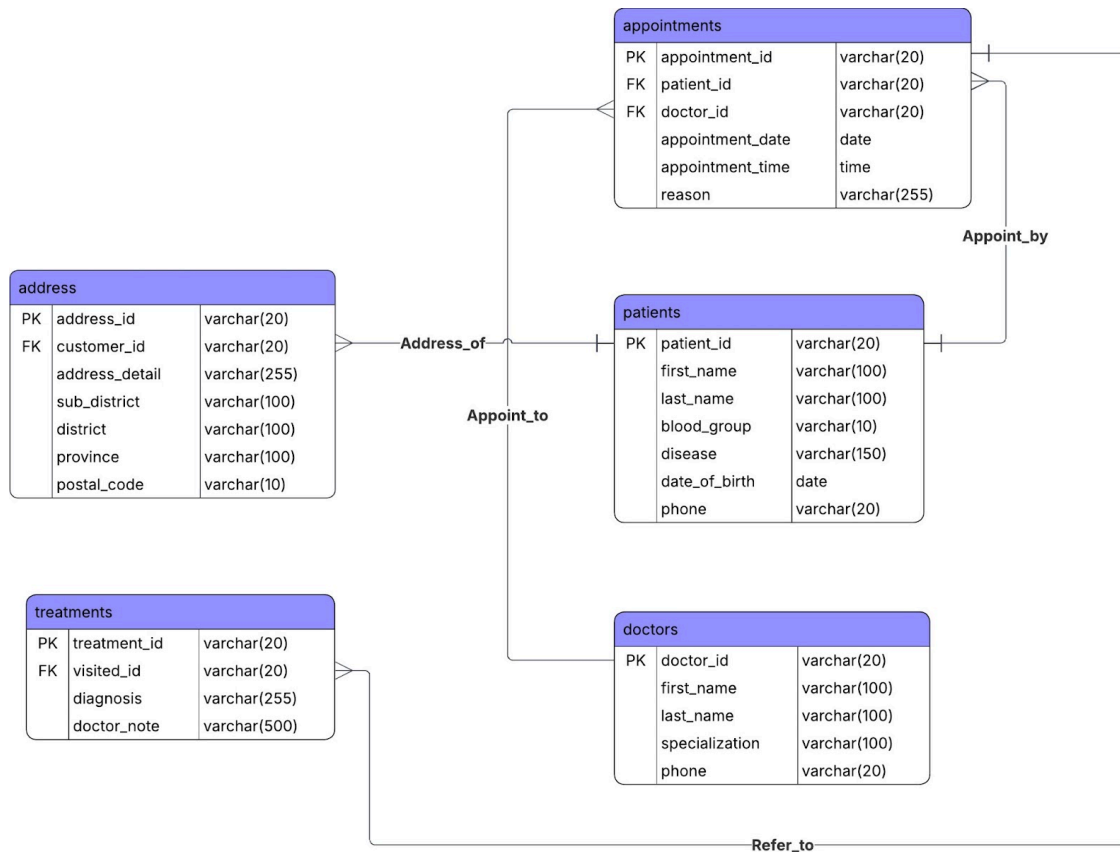 appointments
PK appointment_id varchar(20)
FK patient_id varchar(20)
FK doctor_id varchar(20)
appointment_date date
appointment_time time
reason varchar(255)
Appoint_by
address
PK address_id varchar(20)
FK customer_id varchar(20)
address_detail varchar(255)
sub_district varchar(100)
district varchar(100)
province varchar(100)
postal_code varchar(10)
Address_of
Appoint_to
patients
PK patient_id varchar(20)
first_name varchar(100)
last_name varchar(100)
blood_group varchar(10)
disease varchar(150)
date_of_birth date
phone varchar(20)
treatments
PK treatment_id varchar(20)
FK visited_id varchar(20)
diagnosis varchar(255)
doctor_note varchar(500)
doctors
PK doctor_id varchar(20)
first_name varchar(100)
last_name varchar(100)
specialization varchar(100)
phone varchar(20)
Refer_to